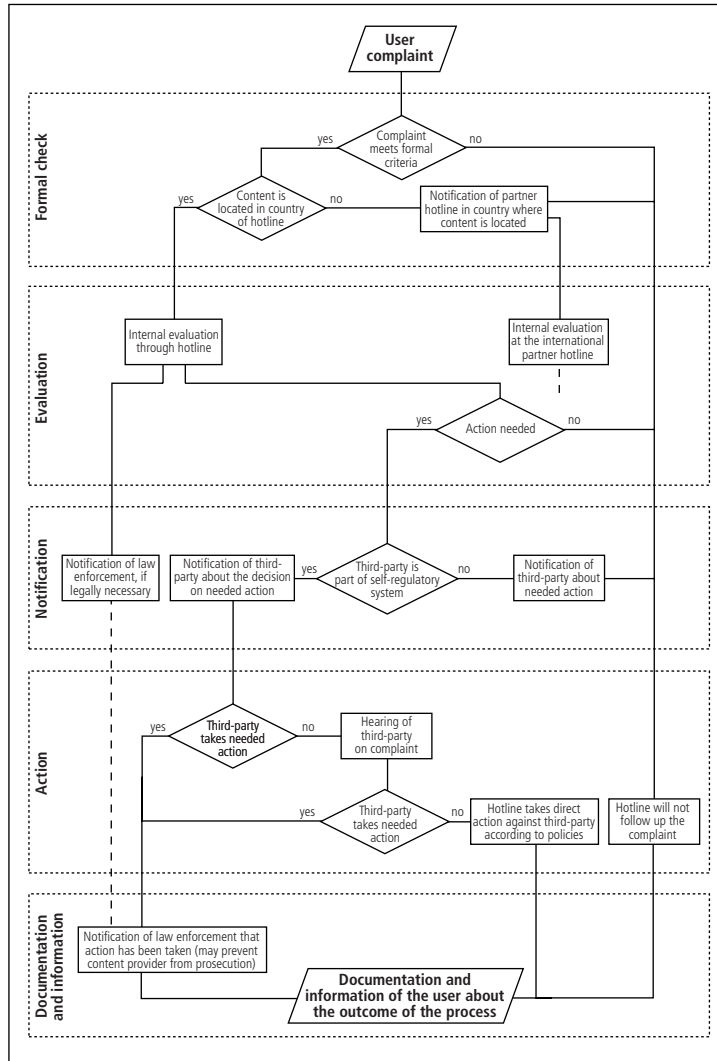 User
complaint
Formal check
yes
Complaint
meets formal
criteria
no
yes
Content is
located in country
of hotline
no
Notification of partner
hotline in country where
content is located
Evaluation
Internal evaluation
through hotline
Internal evaluation
at the international
partner hotline
yes
Action needed
no
Notification
Notification of law
enforcement, if
legally necessary
Notification of third-
party about the decision
on needed action
yes
Third-party is
part of self-regulatory
system
no
Notification of
third-party about
needed action
Action
yes
Third-party
takes needed
action
no
Hearing of
third-party
on complaint
yes
Third-party
takes needed
action
no
Hotline takes direct
action against third-party
according to policies
Hotline will not
follow up the
complaint
Documentation
and information
Notification of law enforcement that
action has been taken (may prevent
content provider from prosecution)
Documentation and
information of the user about
the outcome of the process